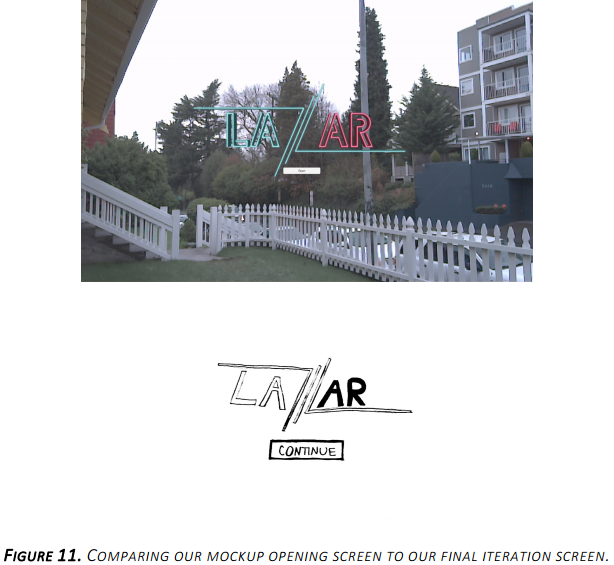 LAZAR
Start
LAZAR
CONTINUE
FIGURE 11. COMPARING OUR MOCKUP OPENING SCREEN TO OUR FINAL ITERATION SCREEN.